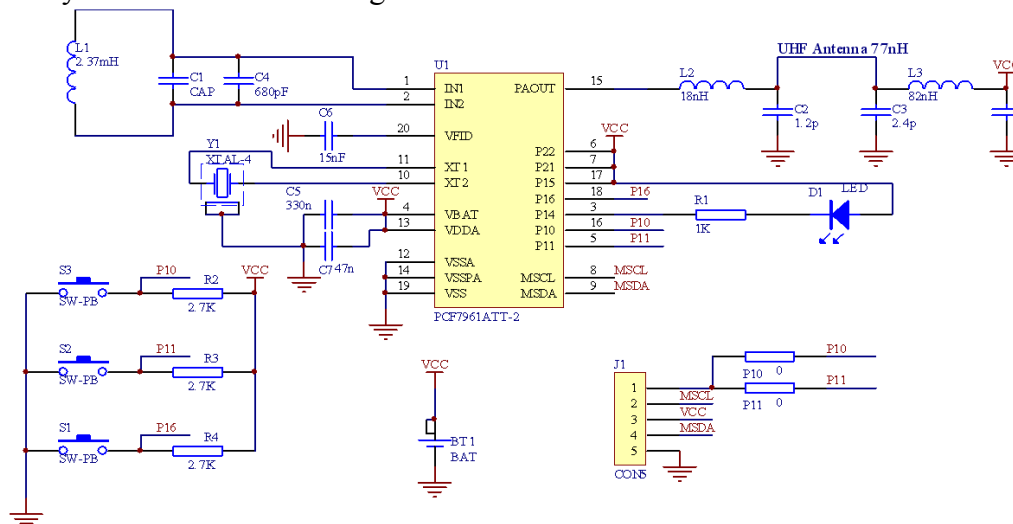 L1
2.37mH
C1
CAP
C4
680pF
C6
15nF
Y1
XTAL-4
C5
330n
VCC
C7 47n
U1
1 IN1
2 IN2
20 VFID
11 XT1
10 XT2
4 VBAT
13 VDDA
12 VSSA
14 VSSPA
19 VSS
PAOUT 15
P22 6
P21 7
P15 17
P16 18 P16
P14 3
P10 16 P10
P11 5 P11
MSCL 8 MSCL
MSDA 9 MSDA
PCF7961ATT-2
L2
18nH
UHF Antenna 77nH
C2
1.2p
C3
2.4p
L3
82nH
VCC
VCC
R1
1K
D1 LED
S3
SW-PB
P10
R2
2.7K
VCC
S2
SW-PB
P11
R3
2.7K
S1
SW-PB
P16
R4
2.7K
VCC
BT1
BAT
J1
1
2 MSCL
3 VCC
4 MSDA
5
CON5
P10 0 P10
P11 0 P11